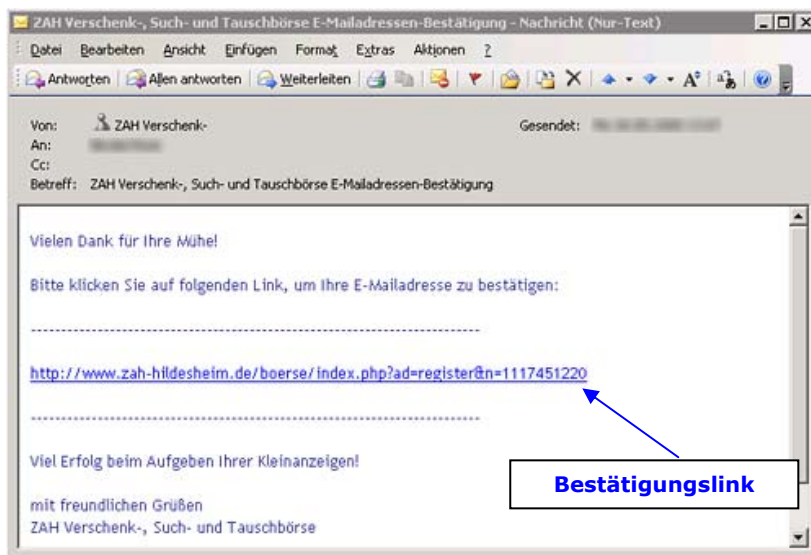 ZAH Verschenk-, Such- und Tauschbörse E-Mailadressen-Bestätigung - Nachricht (Nur-Text)
Datei Bearbeiten Ansicht Einfügen Format Extras Aktionen ?
Antworten Allen antworten Weiterleiten
Von: ZAH Verschenk- Gesendet:
An:
Cc:
Betreff: ZAH Verschenk-, Such- und Tauschbörse E-Mailadressen-Bestätigung
Vielen Dank für Ihre Mühe!
Bitte klicken Sie auf folgenden Link, um Ihre E-Mailadresse zu bestätigen:
---------------------------------------------------------------------------
http://www.zah-hildesheim.de/boerse/index.php?ad=register&n=1117451220
---------------------------------------------------------------------------
Viel Erfolg beim Aufgeben Ihrer Kleinanzeigen!
Bestätigungslink
mit freundlichen Grüßen
ZAH Verschenk-, Such- und Tauschbörse